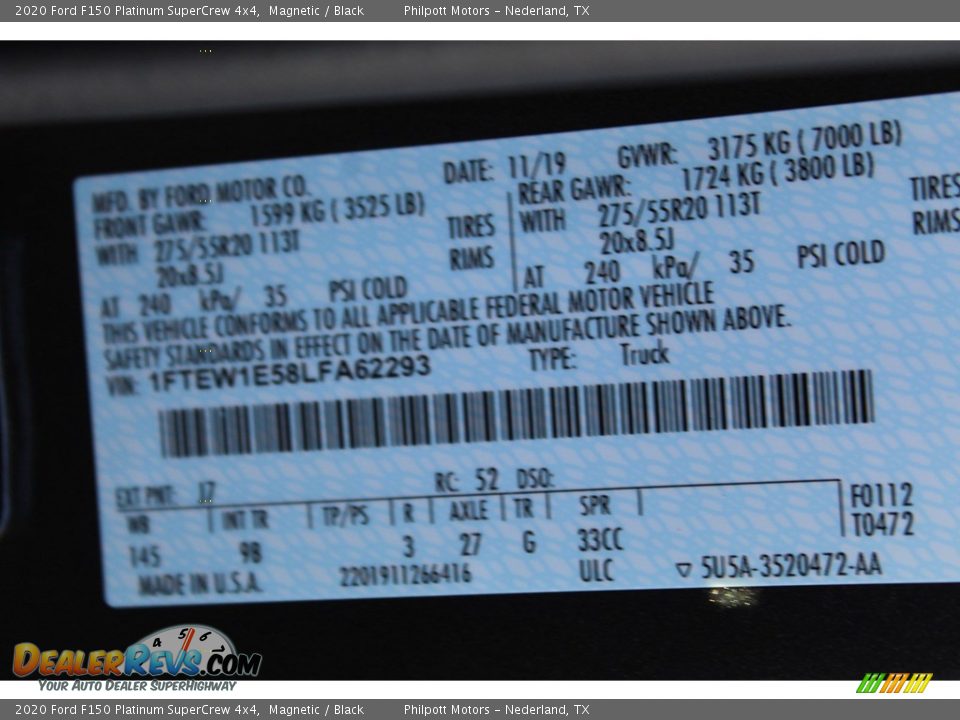 2020 Ford F150 Platinum SuperCrew 4x4, Magnetic / Black Philpott Motors - Nederland, TX
MFD. BY FORD MOTOR CO. DATE: 11/19 GVWR: 3175 KG ( 7000 LB)
FRONT GAWR: 1599 KG ( 3525 LB) REAR GAWR: 1724 KG ( 3800 LB)
WITH 275/55R20 113T TIRES WITH 275/55R20 113T TIRES
20x8.5J RIMS 20x8.5J RIMS
AT 240 kPa/ 35 PSI COLD AT 240 kPa/ 35 PSI COLD
THIS VEHICLE CONFORMS TO ALL APPLICABLE FEDERAL MOTOR VEHICLE
SAFETY STANDARDS IN EFFECT ON THE DATE OF MANUFACTURE SHOWN ABOVE.
VIN: 1FTEW1E58LFA62293 TYPE: Truck
EXT PNT: J7 RC: 52 DSO:
WB INT TR TP/PS R AXLE TR SPR F0112
145 9B 3 27 G 33CC T0472
MADE IN U.S.A. 2201911266416 ULC 5U5A-3520472-AA
4 5 6
DealerRevs.com
Your Auto Dealer SuperHighway
2020 Ford F150 Platinum SuperCrew 4x4, Magnetic / Black Philpott Motors - Nederland, TX